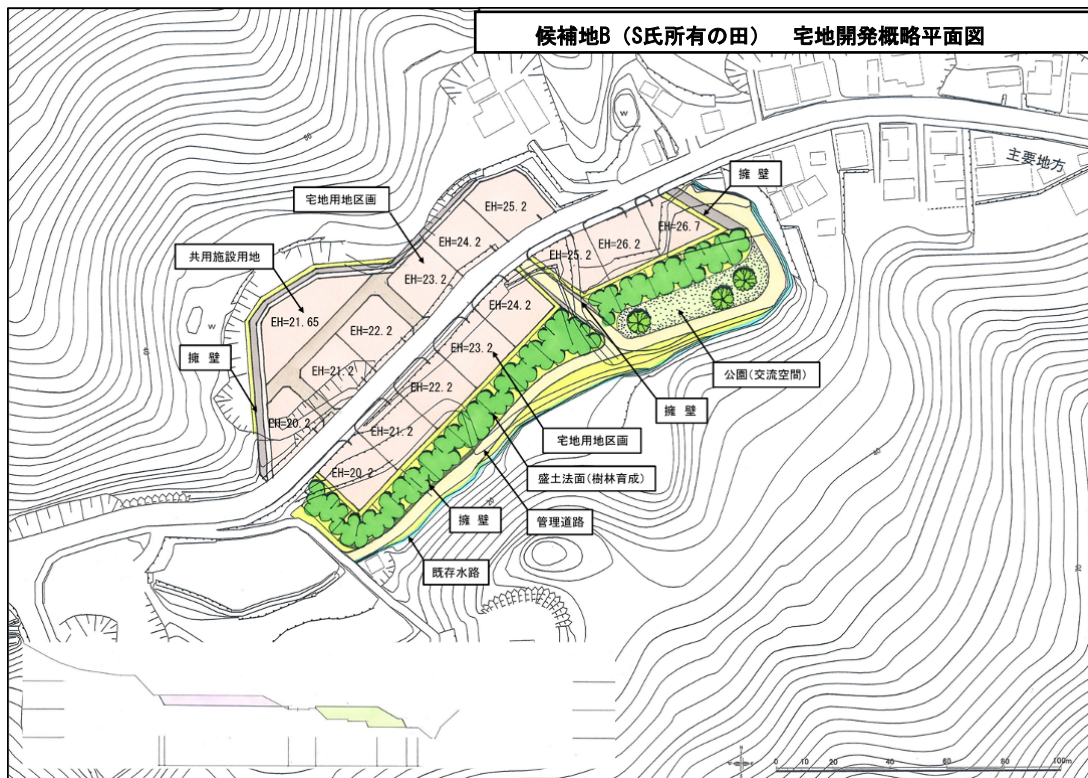 候補地B（S氏所有の田）　宅地開発概略平面図
主要地方
擁壁
宅地用地区画
共用施設用地
擁壁
EH=25.2
EH=24.2
EH=23.2
EH=21.65
EH=22.2
EH=21.2
EH=20.2
EH=26.7
EH=26.2
EH=25.2
EH=24.2
EH=23.2
EH=22.2
EH=21.2
EH=20.2
公園(交流空間)
擁壁
宅地用地区画
盛土法面(樹林育成)
擁壁
管理道路
既存水路
W
W
0
50
100m